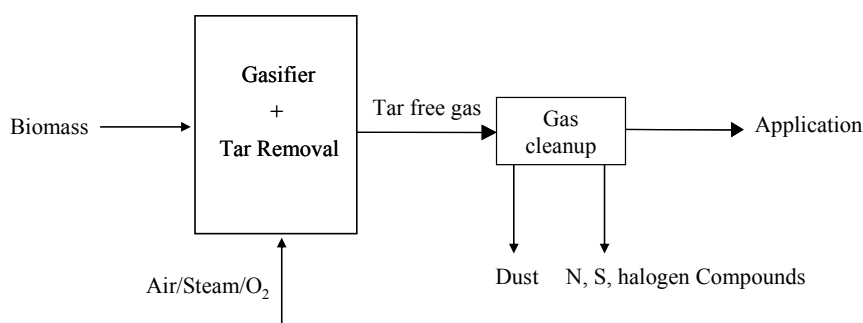 Gasifier
+
Tar Removal
Biomass
Tar free gas
Gas
cleanup
Application
Air/Steam/O₂
Dust
N, S, halogen Compounds